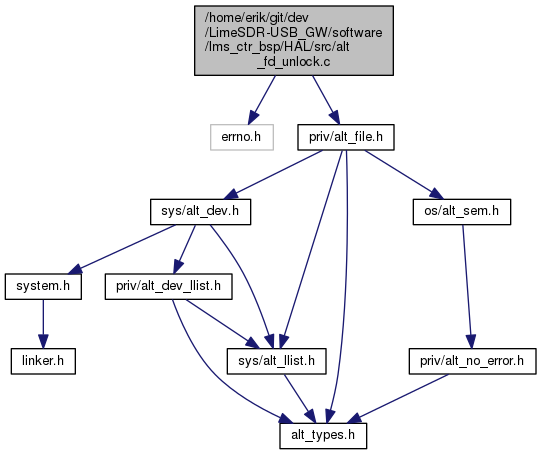 /home/erik/git/dev
/LimeSDR-USB_GW/software
/lms_ctr_bsp/HAL/src/alt
_fd_unlock.c
errno.h
priv/alt_file.h
sys/alt_dev.h
os/alt_sem.h
system.h
priv/alt_dev_llist.h
linker.h
sys/alt_llist.h
priv/alt_no_error.h
alt_types.h